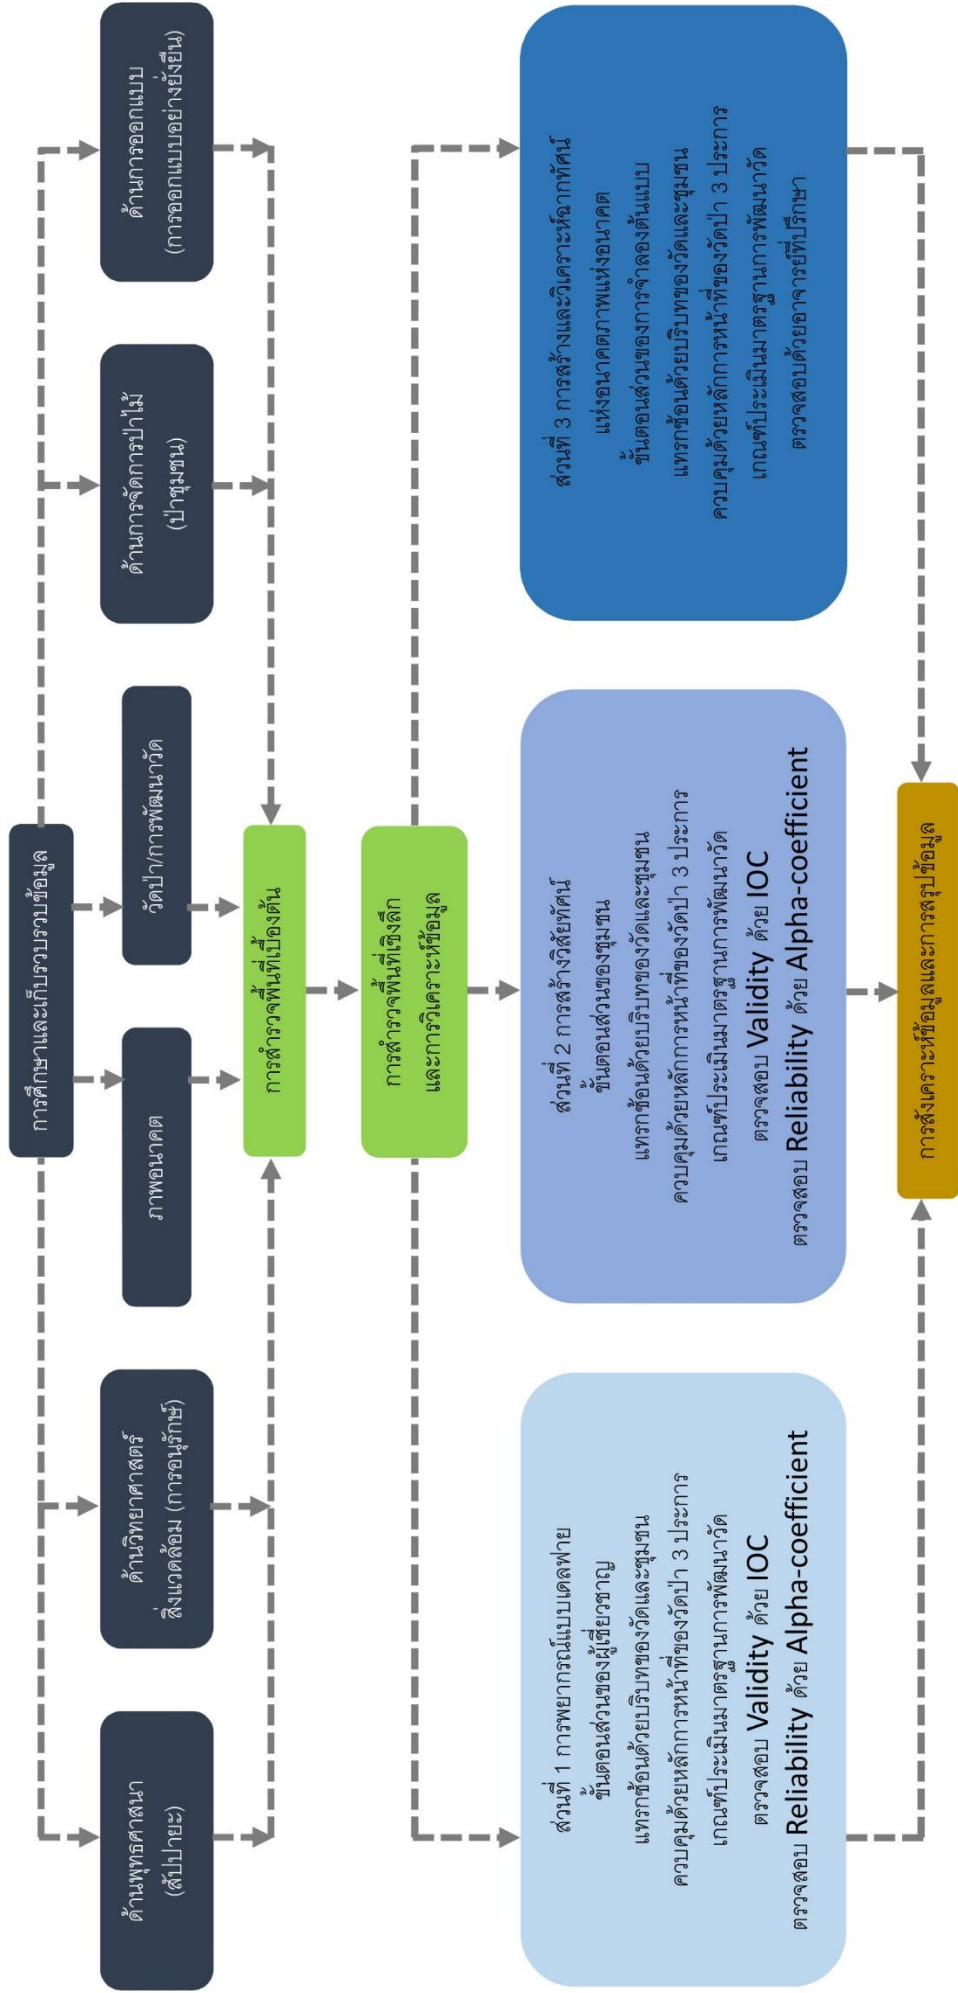 การศึกษาและเก็บรวบรวบข้อมูล
ด้านพุทธศาสนา
(สัปปายะ)
ด้านวิทยาศาสตร์
สิ่งแวดล้อม (การอนุรักษ์)
ภาพอนาคต
วัดป่า/การพัฒนาวัด
ด้านการจัดการป่าไม้
(ป่าชุมชน)
ด้านการออกแบบ
(การออกแบบอย่างยั่งยืน)
การสำรวจพื้นที่เบื้องต้น
การสำรวจพื้นที่เชิงลึก
และการวิเคราะห์ข้อมูล
ส่วนที่ 1 การพยากรณ์แบบเดลฟาย
ขั้นตอนส่วนของผู้เชี่ยวชาญ
แทรกซ้อนด้วยบริบทของวัดและชุมชน
ควบคุมด้วยหลักการหน้าที่ของวัดป่า 3 ประการ
เกณฑ์ประเมินมาตรฐานการพัฒนาวัด
ตรวจสอบ Validity ด้วย IOC
ตรวจสอบ Reliability ด้วย Alpha-coefficient
ส่วนที่ 2 การสร้างวิสัยทัศน์
ขั้นตอนส่วนของชุมชน
แทรกซ้อนด้วยบริบทของวัดและชุมชน
ควบคุมด้วยหลักการหน้าที่ของวัดป่า 3 ประการ
เกณฑ์ประเมินมาตรฐานการพัฒนาวัด
ตรวจสอบ Validity ด้วย IOC
ตรวจสอบ Reliability ด้วย Alpha-coefficient
ส่วนที่ 3 การสร้างและวิเคราะห์ฉากทัศน์
แห่งอนาคตภาพแห่งอนาคต
ขั้นตอนส่วนของการจำลองต้นแบบ
แทรกซ้อนด้วยบริบทของวัดและชุมชน
ควบคุมด้วยหลักการหน้าที่ของวัดป่า 3 ประการ
เกณฑ์ประเมินมาตรฐานการพัฒนาวัด
ตรวจสอบด้วยอาจารย์ที่ปรึกษา
การสังเคราะห์ข้อมูลและการสรุปข้อมูล